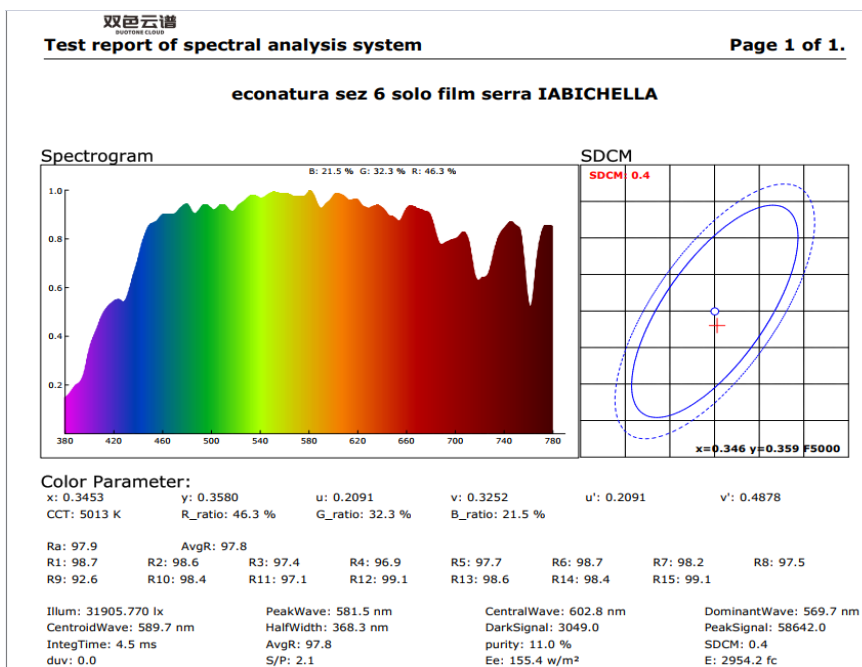 双色云谱
DUOTONE CLOUD
Test report of spectral analysis system Page 1 of 1.
econatura sez 6 solo film serra IABICHELLA
Spectrogram SDCM
B: 21.5 % G: 32.3 % R: 46.3 %
SDCM: 0.4
1.0
0.8
0.6
0.4
0.2
380 420 460 500 540 580 620 660 700 740 780
x=0.346 y=0.359 F5000
Color Parameter:
x: 0.3453 y: 0.3580 u: 0.2091 v: 0.3252 u': 0.2091 v': 0.4878
CCT: 5013 K R_ratio: 46.3 % G_ratio: 32.3 % B_ratio: 21.5 %
Ra: 97.9 AvgR: 97.8
R1: 98.7 R2: 98.6 R3: 97.4 R4: 96.9 R5: 97.7 R6: 98.7 R7: 98.2 R8: 97.5
R9: 92.6 R10: 98.4 R11: 97.1 R12: 99.1 R13: 98.6 R14: 98.4 R15: 99.1
Illum: 31905.770 lx PeakWave: 581.5 nm CentralWave: 602.8 nm DominantWave: 569.7 nm
CentroidWave: 589.7 nm HalfWidth: 368.3 nm DarkSignal: 3049.0 PeakSignal: 58642.0
IntegTime: 4.5 ms AvgR: 97.8 purity: 11.0 % SDCM: 0.4
duv: 0.0 S/P: 2.1 Ee: 155.4 w/m² E: 2954.2 fc